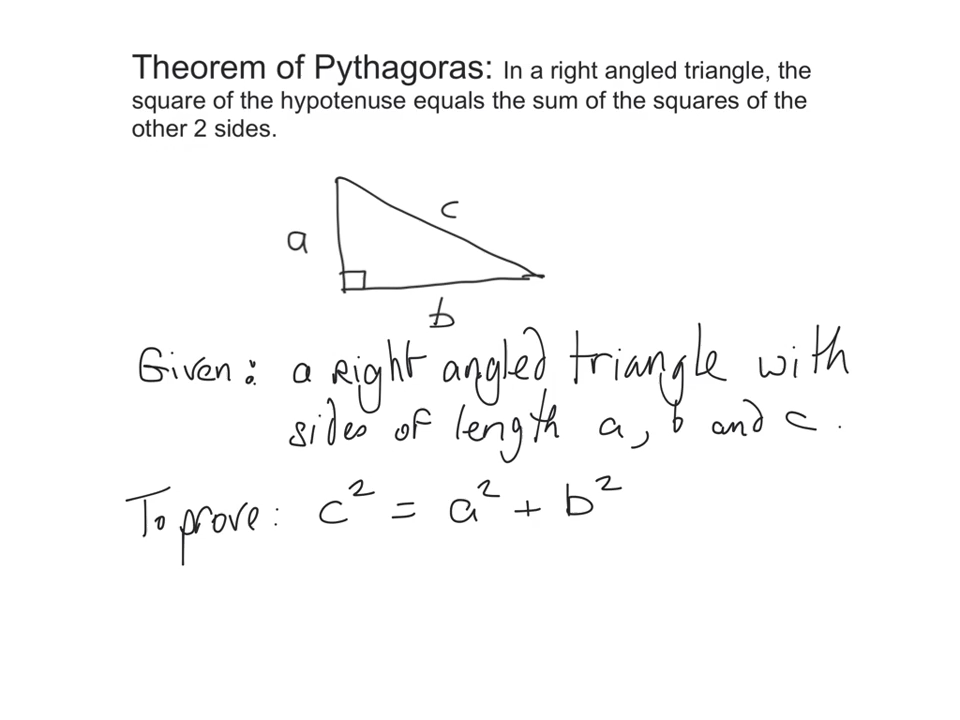 Theorem of Pythagoras: In a right angled triangle, the
square of the hypotenuse equals the sum of the squares of the
other 2 sides.
c
a
b
Given: a Right angled triangle with
sides of length a, b and c.
To prove: c² = a² + b²